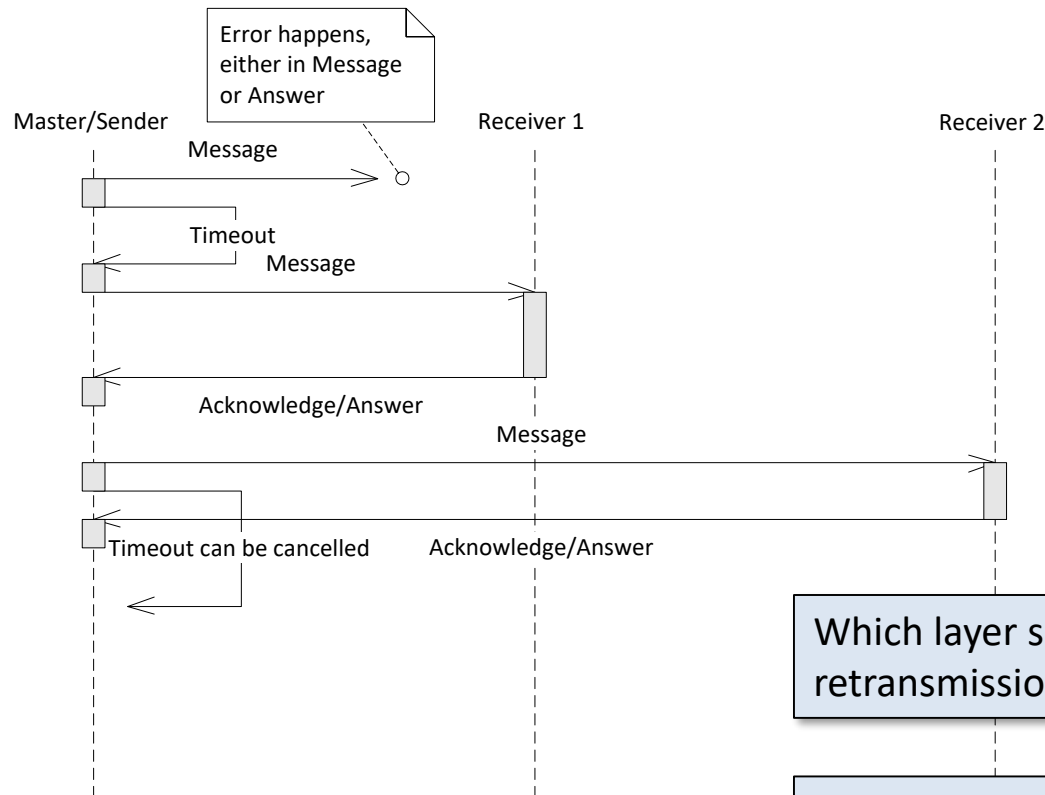 Error happens,
either in Message
or Answer
Master/Sender
Receiver 1
Receiver 2
Message
Timeout
Message
Acknowledge/Answer
Message
Timeout can be cancelled
Acknowledge/Answer
Which layer